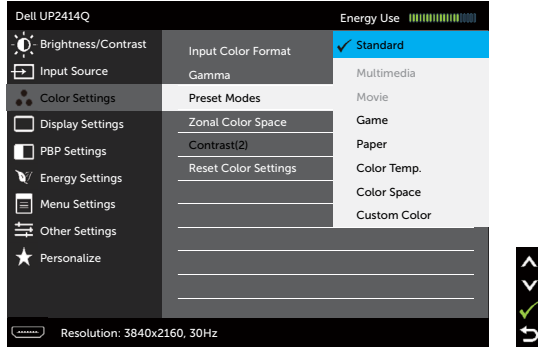 Dell UP2414Q
Energy Use
Brightness/Contrast
Input Source
Color Settings
Display Settings
PBP Settings
Energy Settings
Menu Settings
Other Settings
Personalize
Input Color Format
Gamma
Preset Modes
Zonal Color Space
Contrast(2)
Reset Color Settings
Standard
Multimedia
Movie
Game
Paper
Color Temp.
Color Space
Custom Color
Resolution: 3840x2160, 30Hz